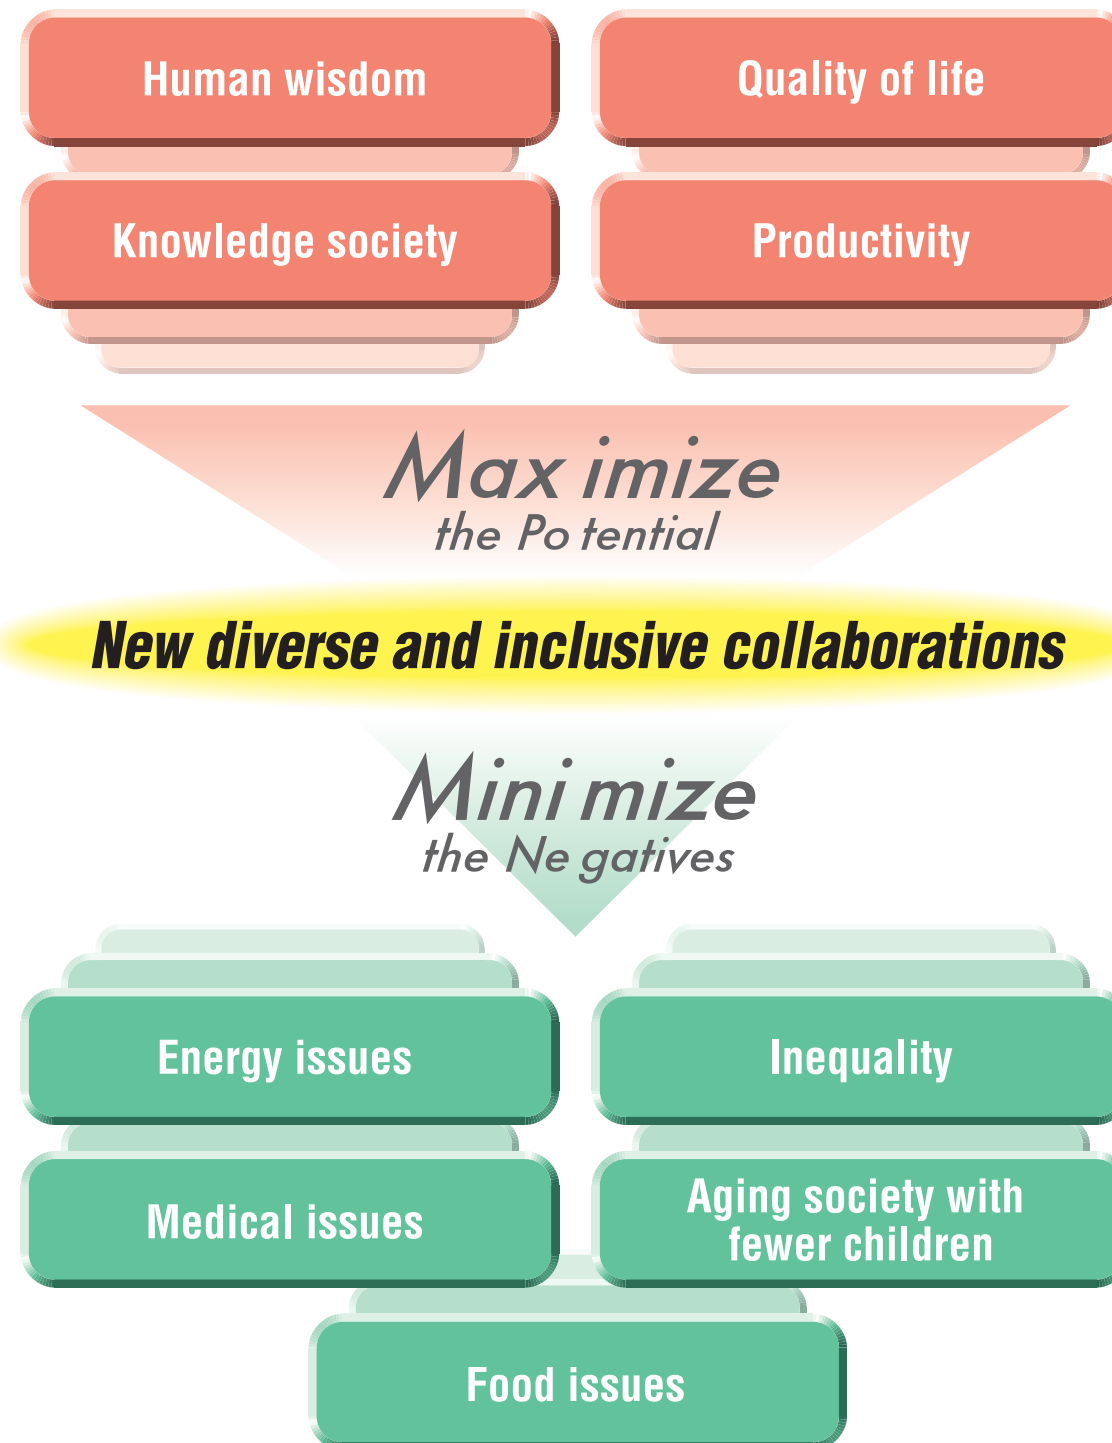 Human wisdom
Quality of life
Knowledge society
Productivity
Max imize
the Po tential
New diverse and inclusive collaborations
Mini mize
the Ne gatives
Energy issues
Inequality
Medical issues
Aging society with
fewer children
Food issues